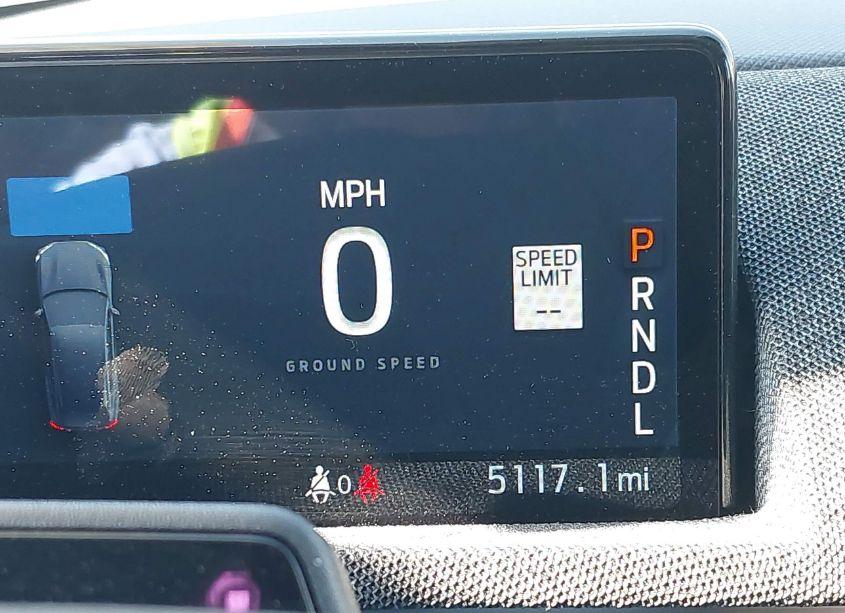 MPH
0
GROUND SPEED
SPEED
LIMIT
--
P
R
N
D
L
0
5117.1mi